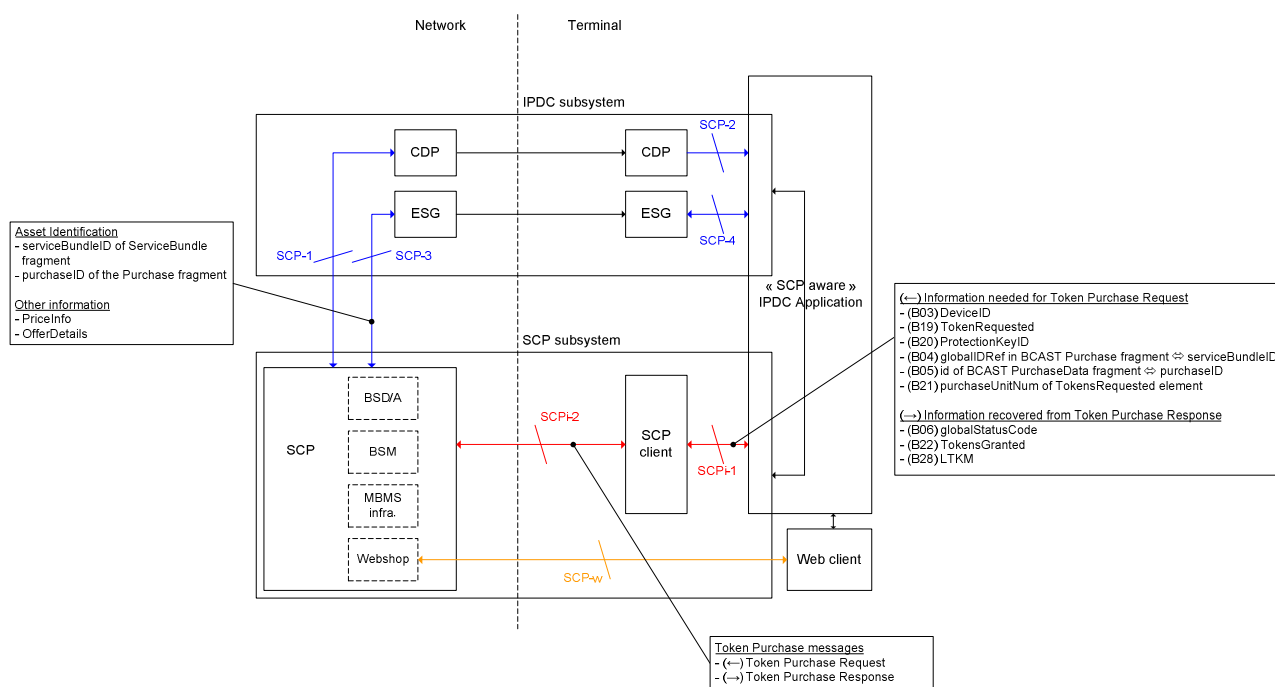 Network
Terminal
IPDC subsystem
SCP-2
CDP
CDP
ESG
ESG
SCP-4
SCP-1
SCP-3
Asset Identification
- serviceBundleID of ServiceBundle
fragment
- purchaseID of the Purchase fragment
Other information
- PriceInfo
- OfferDetails
« SCP aware »
IPDC Application
(←) Information needed for Token Purchase Request
- (B03) DeviceID
- (B19) TokenRequested
- (B20) ProtectionKeyID
- (B04) globalIDRef in BCAST Purchase fragment ⇔ serviceBundleID
- (B05) id of BCAST PurchaseData fragment ⇔ purchaseID
- (B21) purchaseUnitNum of TokensRequested element
(→) Information recovered from Token Purchase Response
- (B06) globalStatusCode
- (B22) TokensGranted
- (B28) LTKM
SCP subsystem
BSD/A
SCP
BSM
MBMS
infra.
Webshop
SCPi-2
SCP
client
SCPi-1
SCP-w
Web client
Token Purchase messages
- (←) Token Purchase Request
- (→) Token Purchase Response